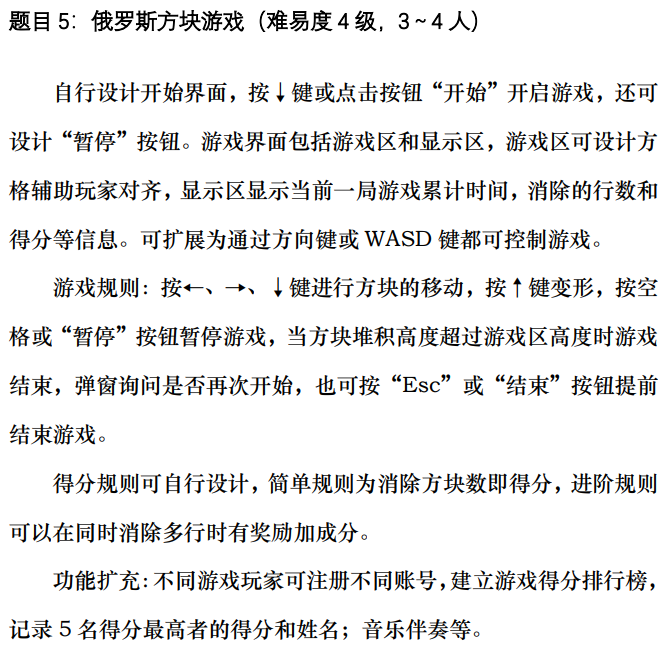 题目 5：俄罗斯方块游戏（难易度 4 级，3～4 人）
自行设计开始界面，按↓键或点击按钮“开始”开启游戏，还可
设计“暂停”按钮。游戏界面包括游戏区和显示区，游戏区可设计方
格辅助玩家对齐，显示区显示当前一局游戏累计时间，消除的行数和
得分等信息。可扩展为通过方向键或 WASD 键都可控制游戏。
游戏规则：按←、→、↓键进行方块的移动，按↑键变形，按空
格或“暂停”按钮暂停游戏，当方块堆积高度超过游戏区高度时游戏
结束，弹窗询问是否再次开始，也可按“Esc”或“结束”按钮提前
结束游戏。
得分规则可自行设计，简单规则为消除方块数即得分，进阶规则
可以在同时消除多行时有奖励加成分。
功能扩充：不同游戏玩家可注册不同账号，建立游戏得分排行榜，
记录 5 名得分最高者的得分和姓名；音乐伴奏等。